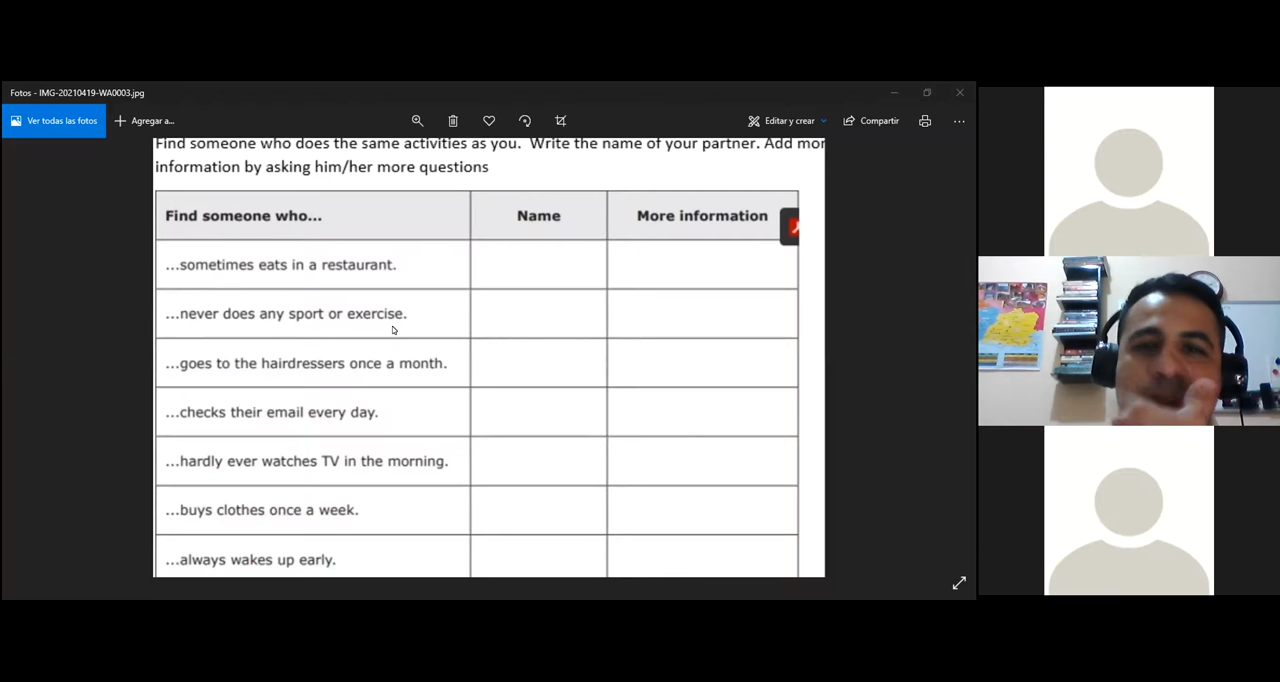 Fotos - IMG-20210419-WA0003.jpg
Ver todas las fotos
Agregar a...
Editar y crear
Compartir
Find someone who does the same activities as you.  Write the name of your partner. Add mor
information by asking him/her more questions
Find someone who... Name More information
...sometimes eats in a restaurant.
...never does any sport or exercise.
...goes to the hairdressers once a month.
...checks their email every day.
...hardly ever watches TV in the morning.
...buys clothes once a week.
...always wakes up early.